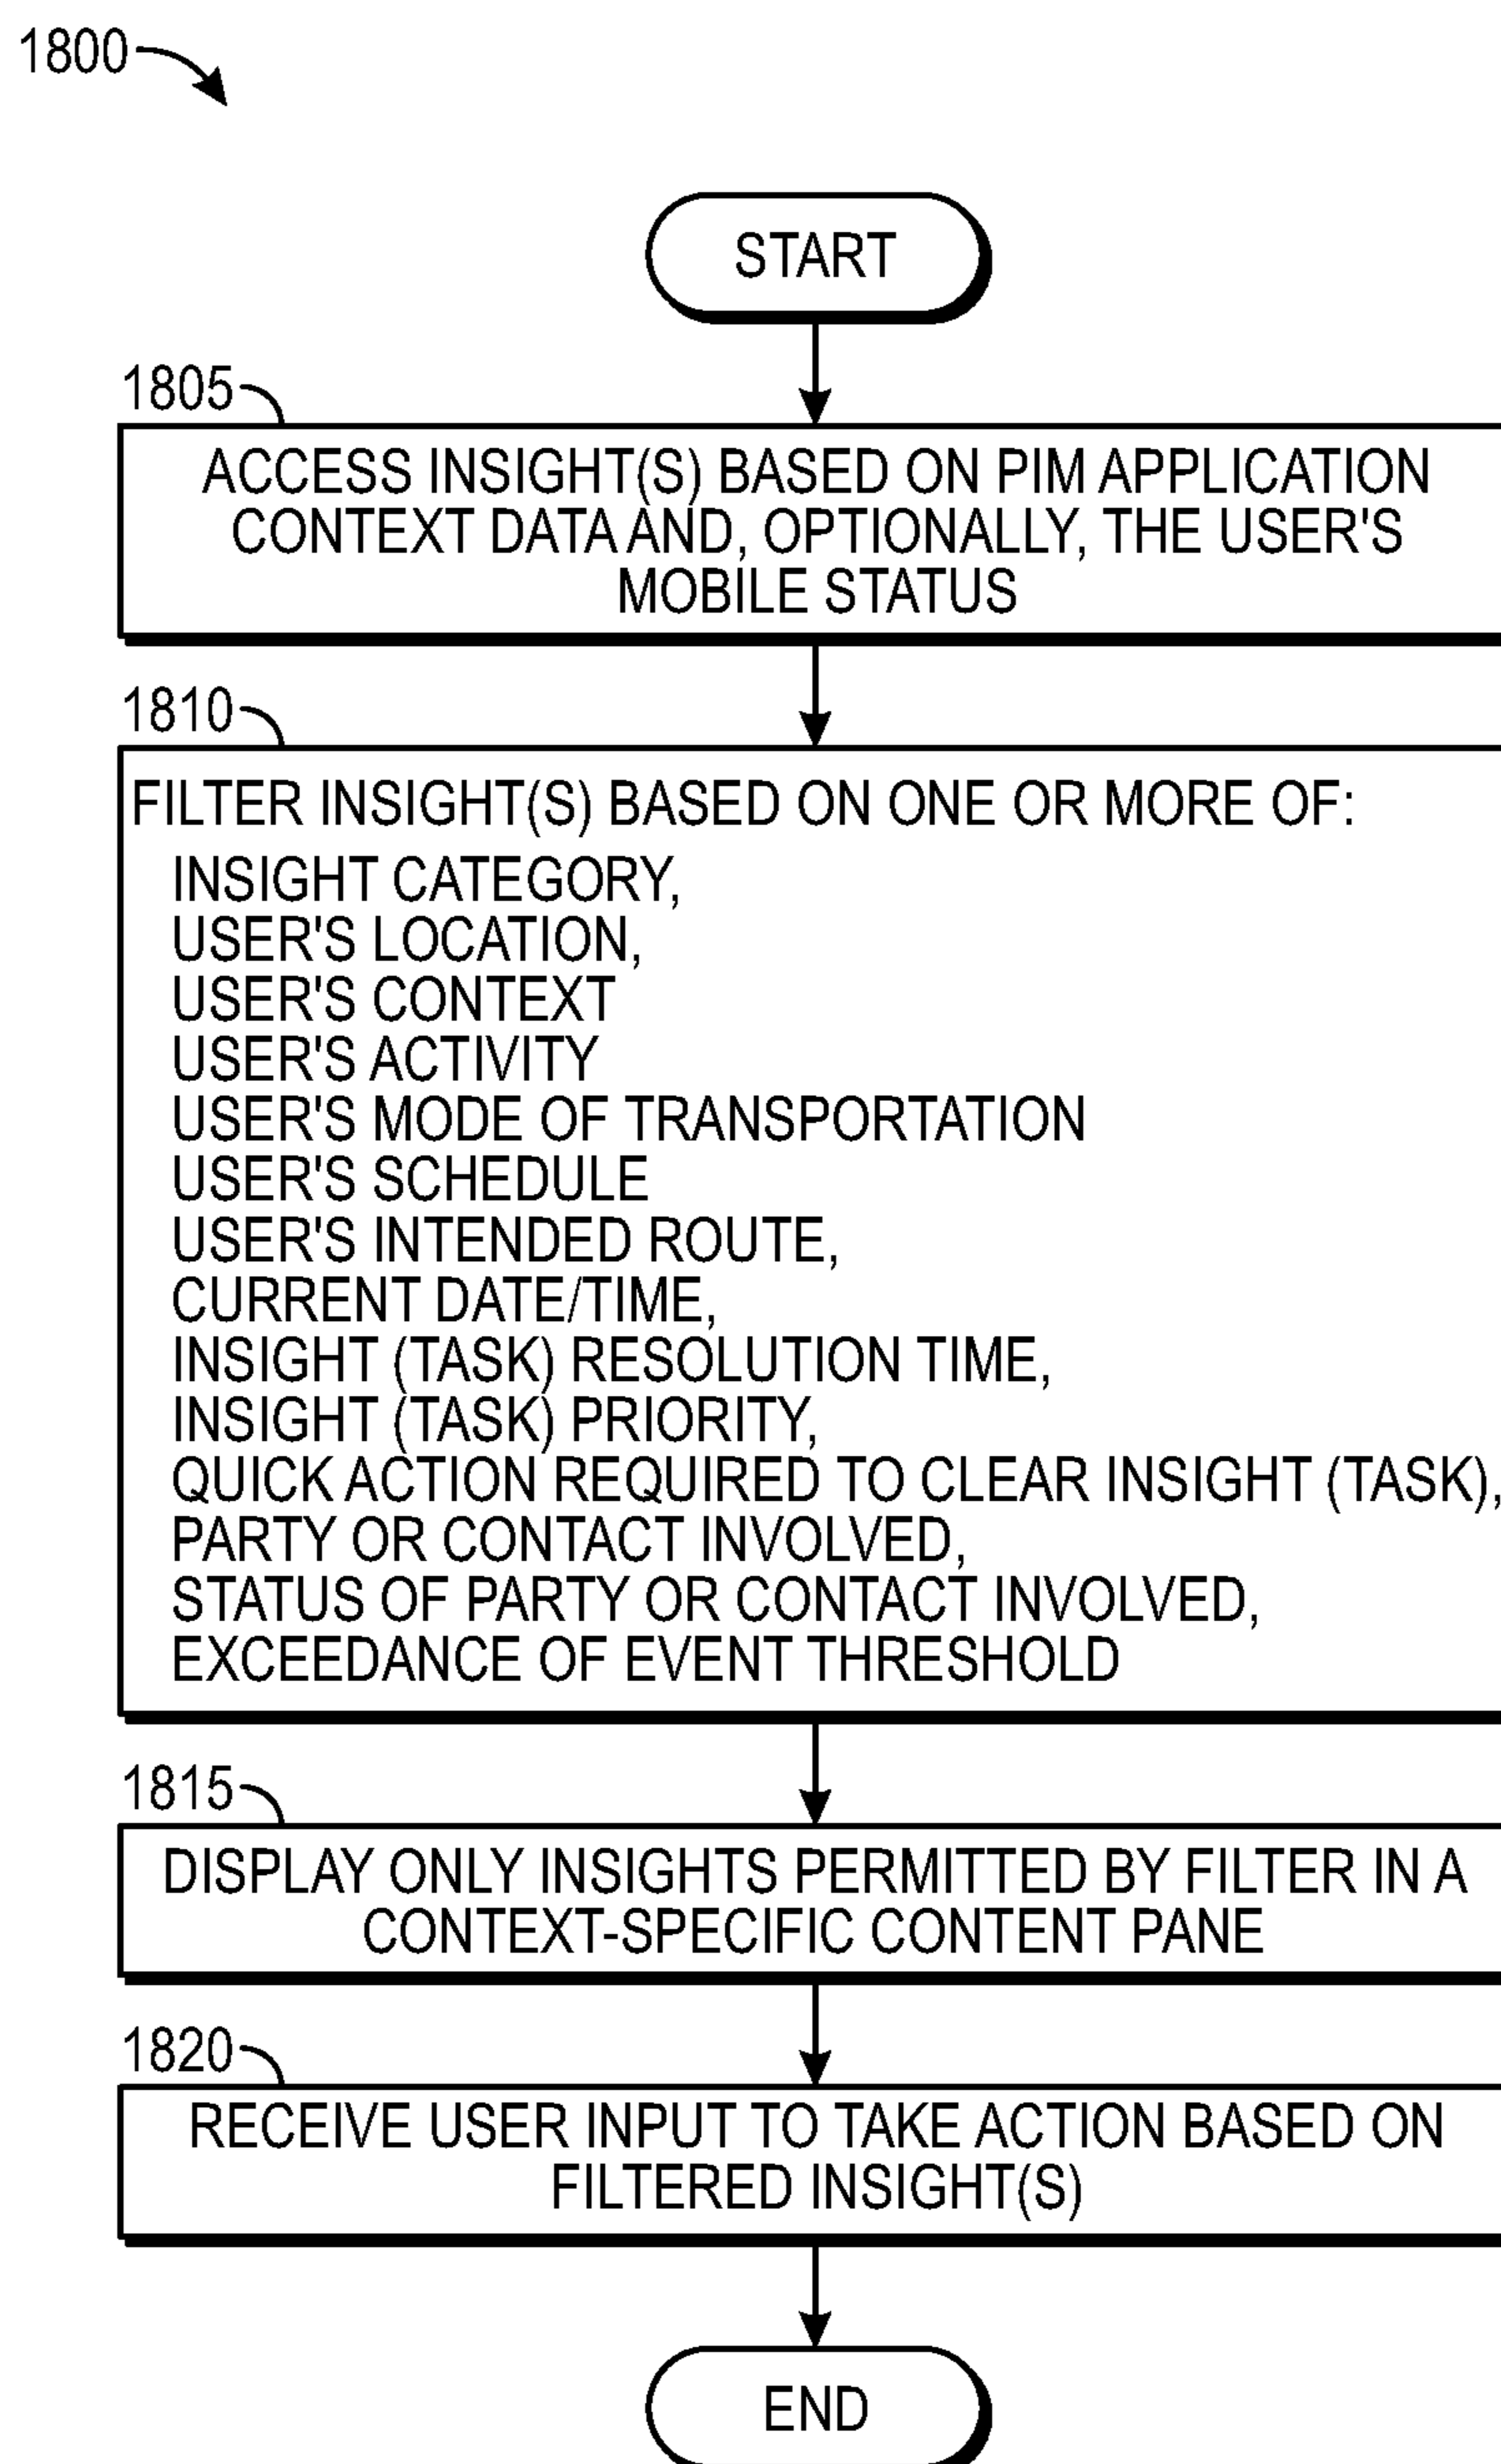 1800
START
1805
ACCESS INSIGHT(S) BASED ON PIM APPLICATION
CONTEXT DATA AND, OPTIONALLY, THE USER'S
MOBILE STATUS
1810
FILTER INSIGHT(S) BASED ON ONE OR MORE OF:
INSIGHT CATEGORY,
USER'S LOCATION,
USER'S CONTEXT
USER'S ACTIVITY
USER'S MODE OF TRANSPORTATION
USER'S SCHEDULE
USER'S INTENDED ROUTE,
CURRENT DATE/TIME,
INSIGHT (TASK) RESOLUTION TIME,
INSIGHT (TASK) PRIORITY,
QUICK ACTION REQUIRED TO CLEAR INSIGHT (TASK),
PARTY OR CONTACT INVOLVED,
STATUS OF PARTY OR CONTACT INVOLVED,
EXCEEDANCE OF EVENT THRESHOLD
1815
DISPLAY ONLY INSIGHTS PERMITTED BY FILTER IN A
CONTEXT-SPECIFIC CONTENT PANE
1820
RECEIVE USER INPUT TO TAKE ACTION BASED ON
FILTERED INSIGHT(S)
END